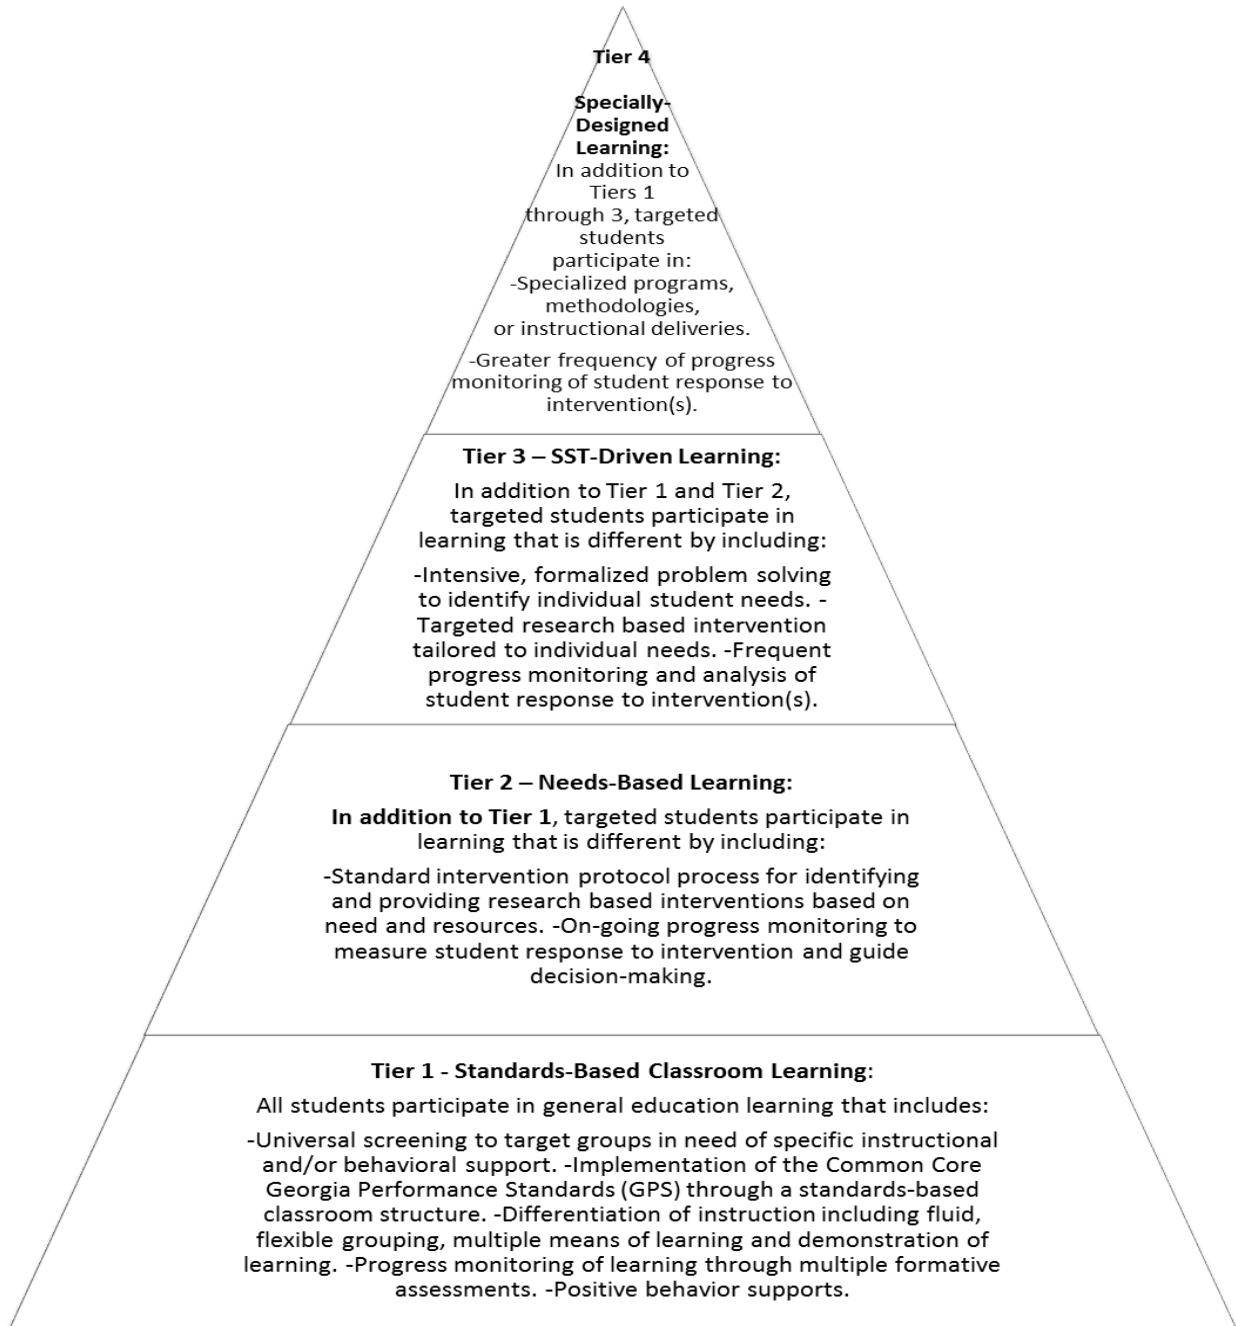 Tier 4
Specially-
Designed
Learning:
In addition to
Tiers 1
through 3, targeted
students
participate in:
-Specialized programs,
methodologies,
or instructional deliveries.
-Greater frequency of progress
monitoring of student response to
intervention(s).
Tier 3 – SST-Driven Learning:
In addition to Tier 1 and Tier 2,
targeted students participate in
learning that is different by including:
-Intensive, formalized problem solving
to identify individual student needs. -
Targeted research based intervention
tailored to individual needs. -Frequent
progress monitoring and analysis of
student response to intervention(s).
Tier 2 – Needs-Based Learning:
In addition to Tier 1, targeted students participate in
learning that is different by including:
-Standard intervention protocol process for identifying
and providing research based interventions based on
need and resources. -On-going progress monitoring to
measure student response to intervention and guide
decision-making.
Tier 1 - Standards-Based Classroom Learning:
All students participate in general education learning that includes:
-Universal screening to target groups in need of specific instructional
and/or behavioral support. -Implementation of the Common Core
Georgia Performance Standards (GPS) through a standards-based
classroom structure. -Differentiation of instruction including fluid,
flexible grouping, multiple means of learning and demonstration of
learning. -Progress monitoring of learning through multiple formative
assessments. -Positive behavior supports.